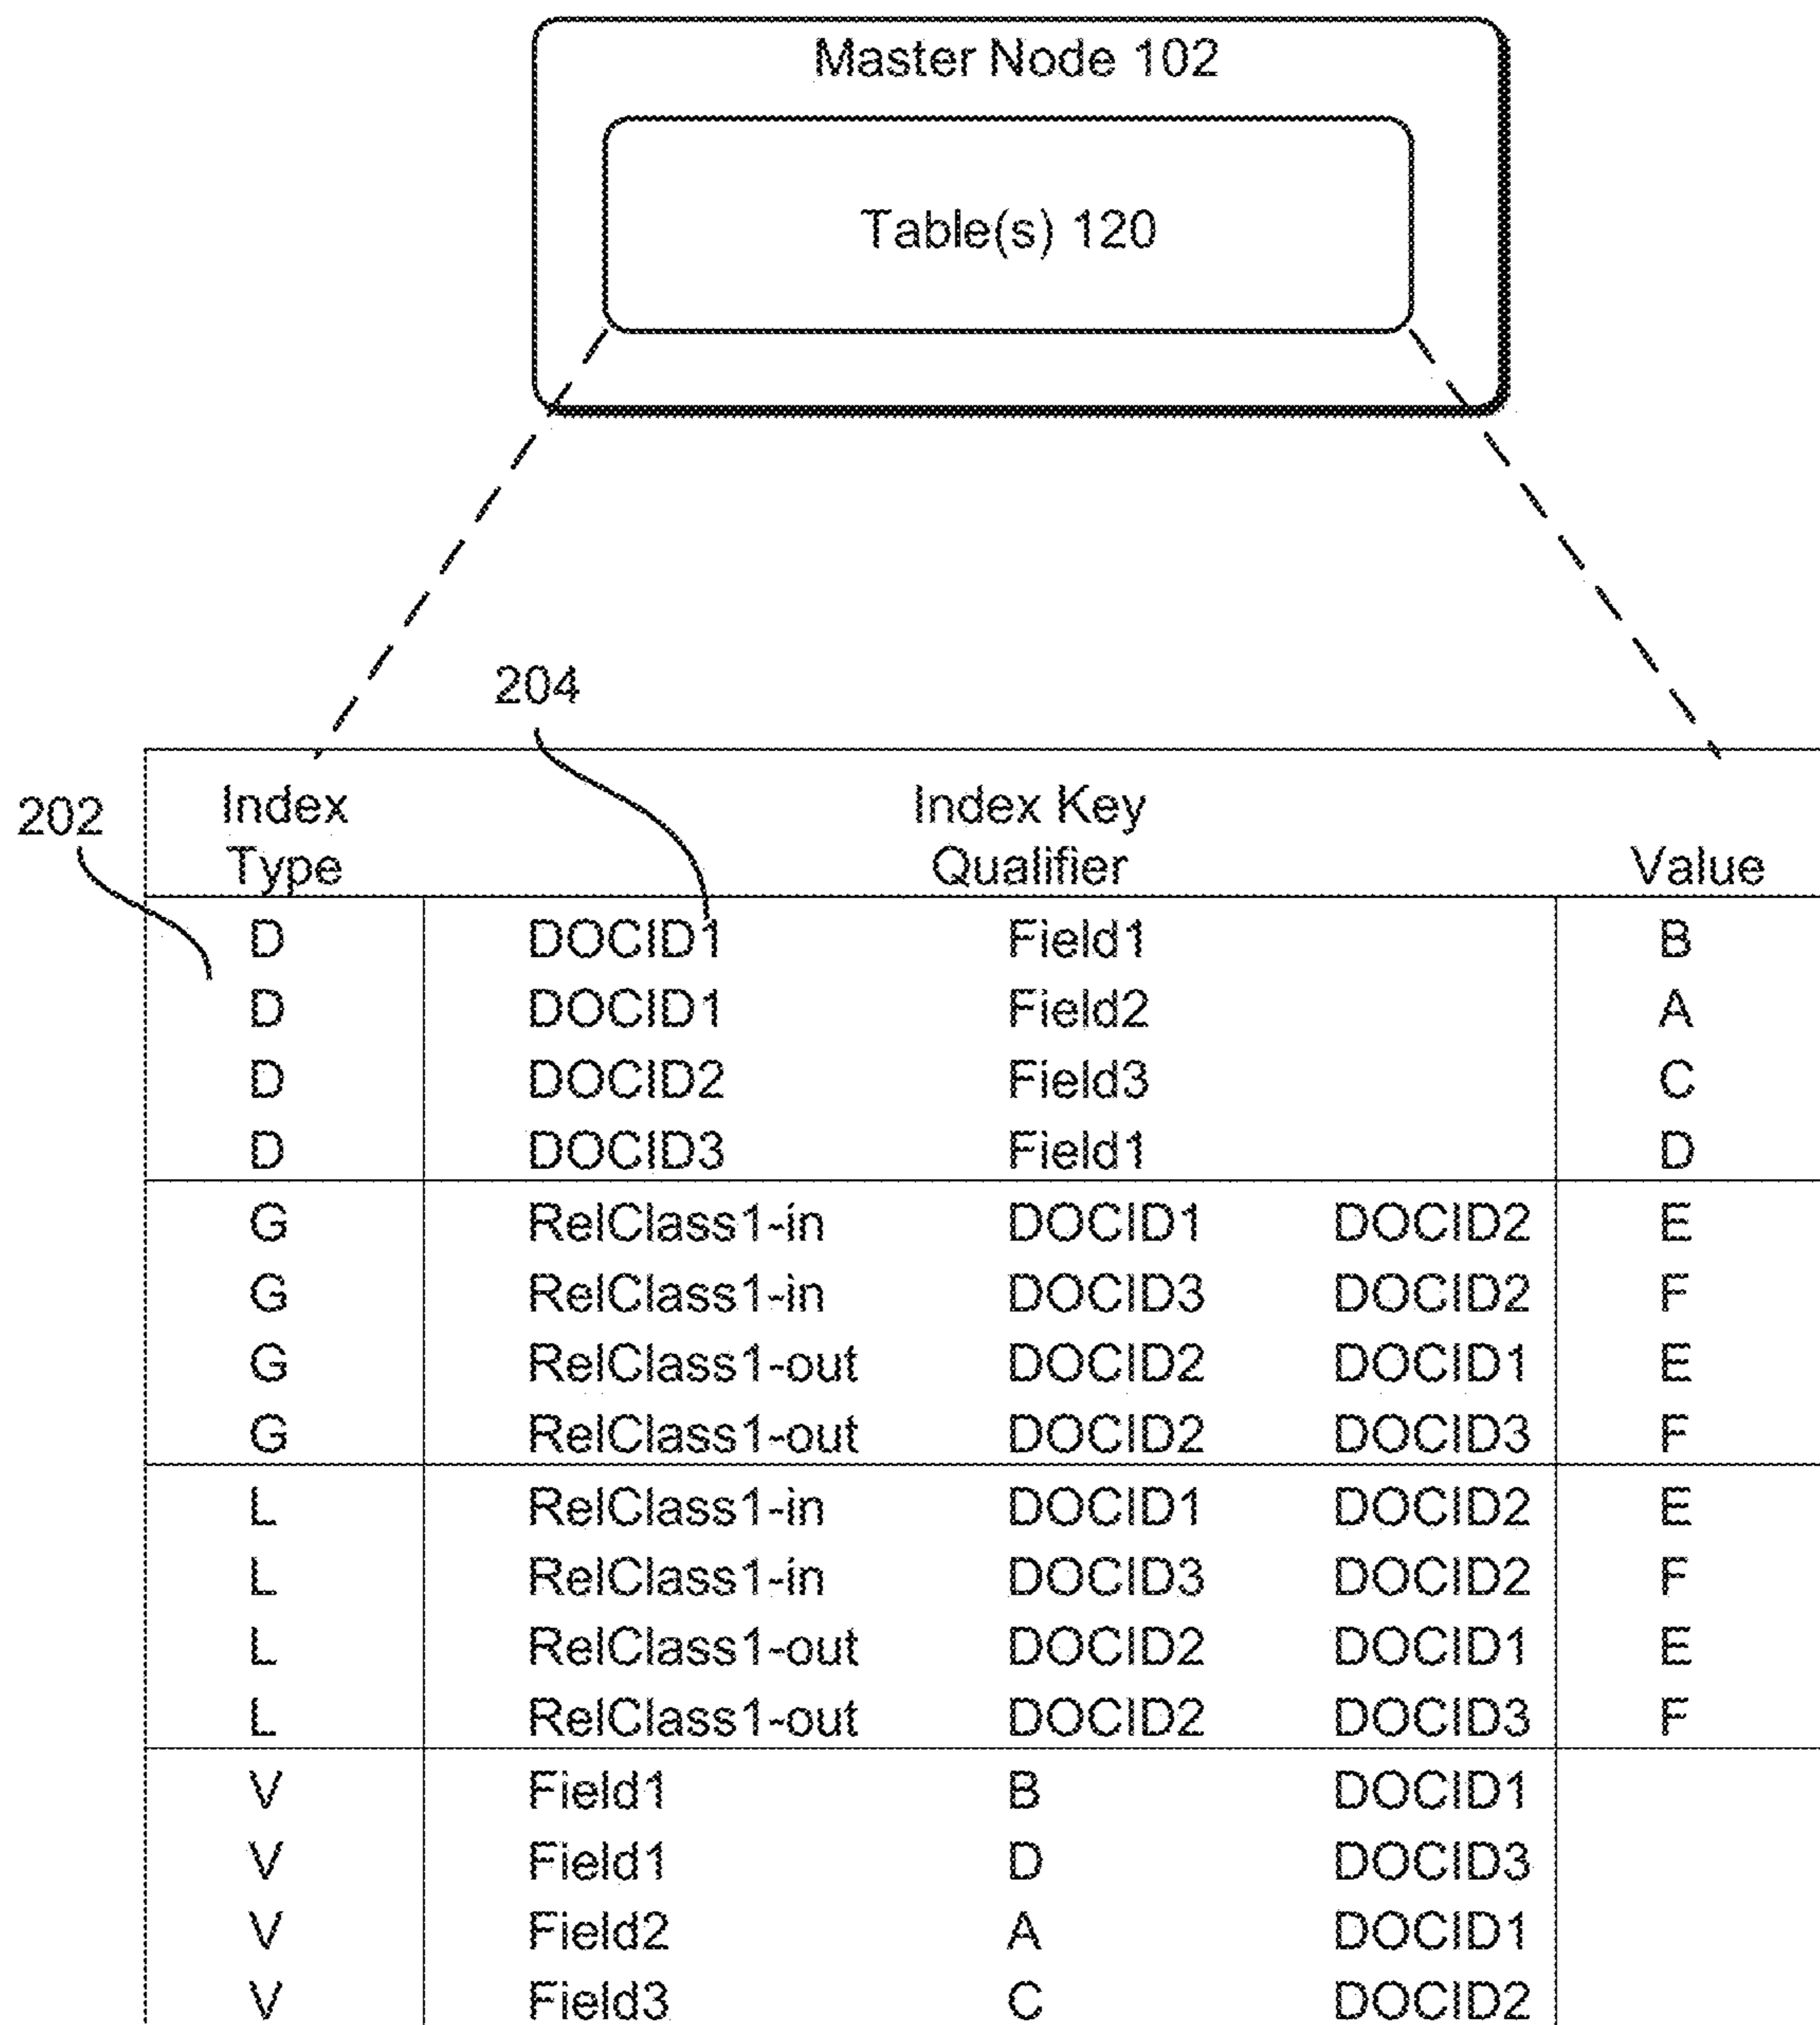 Master Node 102
Table(s) 120
204
202
Index Type Index Key Qualifier Value
D DOCID1 Field1 B
D DOCID1 Field2 A
D DOCID2 Field3 C
D DOCID3 Field1 D
G RelClass1-in DOCID1 DOCID2 E
G RelClass1-in DOCID3 DOCID2 F
G RelClass1-out DOCID2 DOCID1 E
G RelClass1-out DOCID2 DOCID3 F
L RelClass1-in DOCID1 DOCID2 E
L RelClass1-in DOCID3 DOCID2 F
L RelClass1-out DOCID2 DOCID1 E
L RelClass1-out DOCID2 DOCID3 F
V Field1 B DOCID1
V Field1 D DOCID3
V Field2 A DOCID1
V Field3 C DOCID2